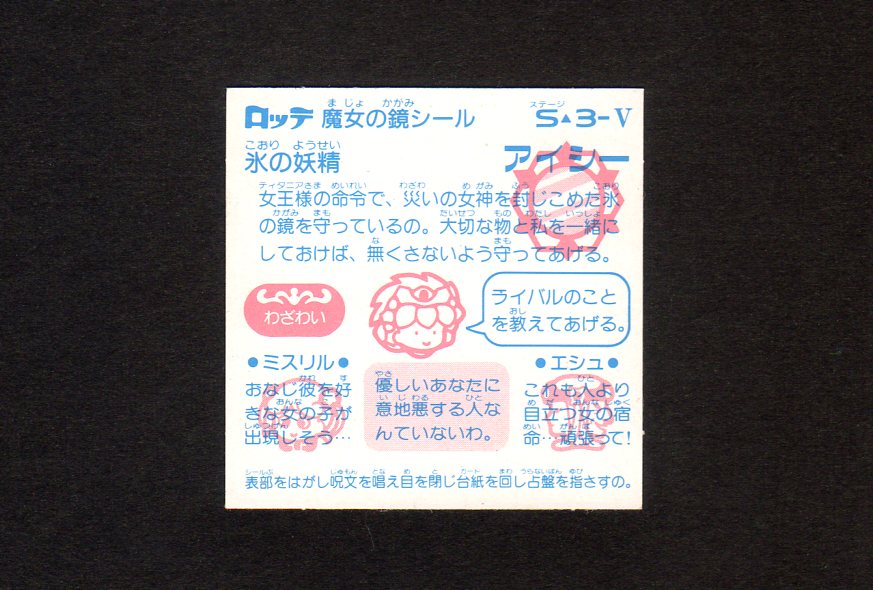 ロッテ 魔女の鏡シール S▲3-V
氷の妖精 アイシー
女王様の命令で、災いの女神を封じこめた氷
の鏡を守っているの。大切な物と私を一緒に
しておけば、無くさないよう守ってあげる。
わざわい
ライバルのこと
を教えてあげる。
●ミスリル●
おなじ彼を好
きな女の子が
出現しそう…
優しいあなたに
意地悪する人な
んていないわ。
●エシュ●
これも人より
目立つ女の宿
命…頑張って!
表部をはがし呪文を唱え目を閉じ台紙を回し占盤を指さすの。